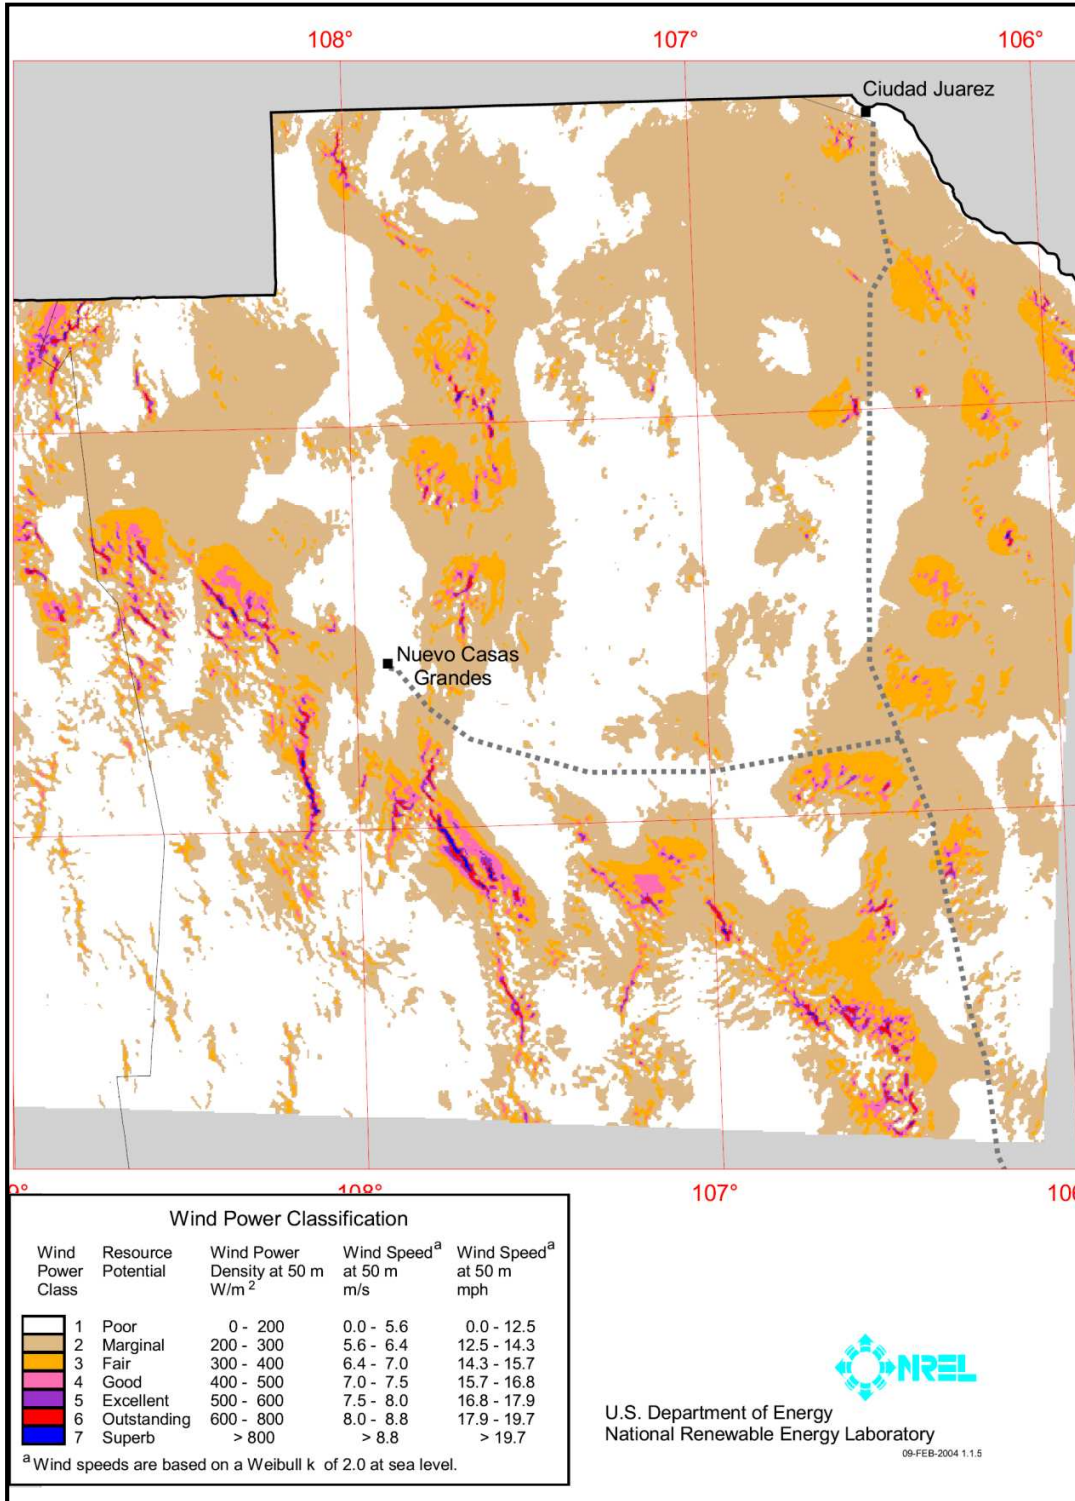 108°
107°
106°
Ciudad Juarez
Nuevo Casas
Grandes
9°
108°
107°
106
Wind Power Classification
Wind Power Class Resource Potential Wind Power Density at 50 m W/m 2 Wind Speed a at 50 m m/s Wind Speed a at 50 m mph
1 Poor 0 - 200 0.0 - 5.6 0.0 - 12.5
2 Marginal 200 - 300 5.6 - 6.4 12.5 - 14.3
3 Fair 300 - 400 6.4 - 7.0 14.3 - 15.7
4 Good 400 - 500 7.0 - 7.5 15.7 - 16.8
5 Excellent 500 - 600 7.5 - 8.0 16.8 - 17.9
6 Outstanding 600 - 800 8.0 - 8.8 17.9 - 19.7
7 Superb > 800 > 8.8 > 19.7
a Wind speeds are based on a Weibull k of 2.0 at sea level.
NREL
U.S. Department of Energy
National Renewable Energy Laboratory
09-FEB-2004 1.1.5